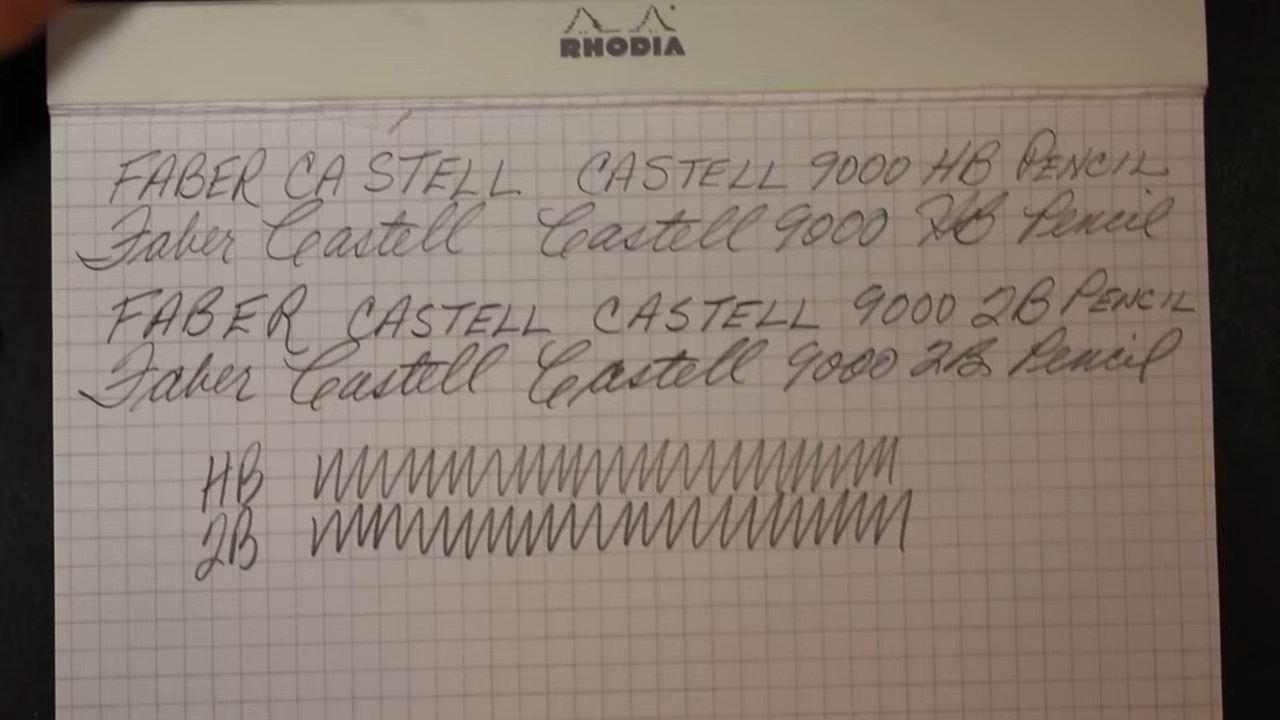 RHODIA
FABER CASTELL CASTELL 9000 HB PENCIL
Faber Castell Castell 9000 HB Pencil
FABER CASTELL CASTELL 9000 2B PENCIL
Faber Castell Castell 9000 2B Pencil
HB
2B